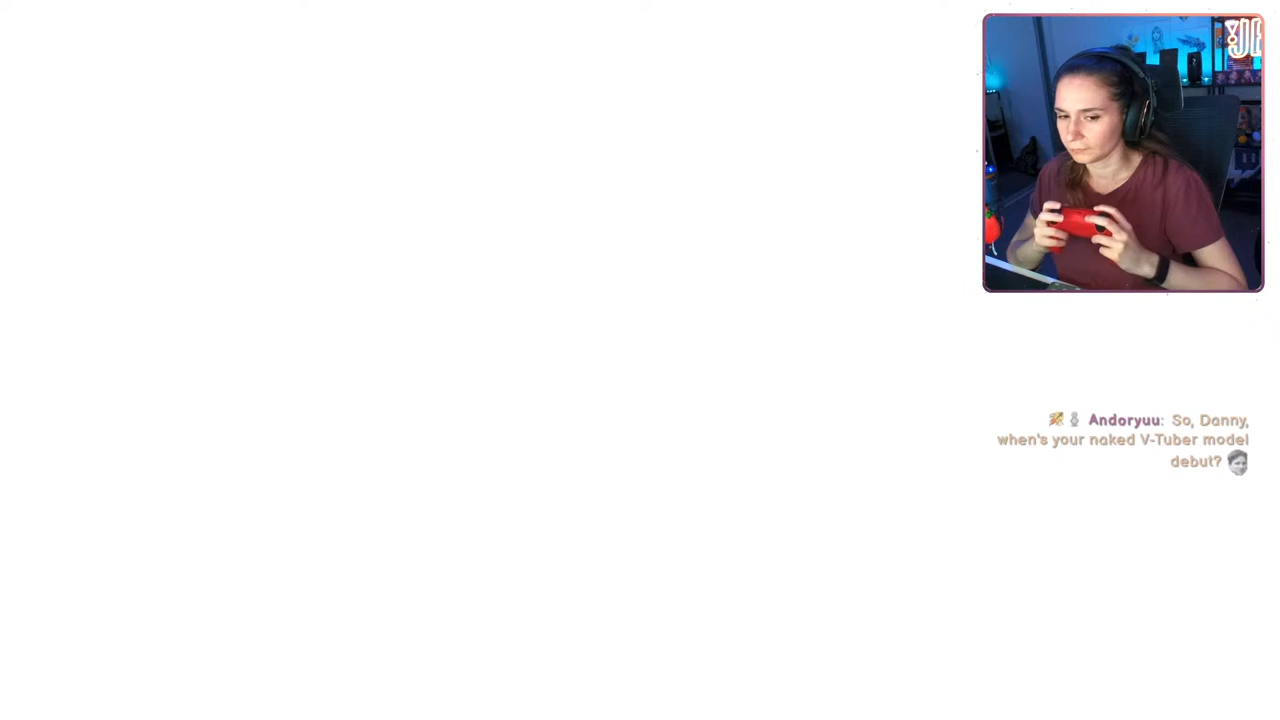 Andoryuu: So, Danny,
when's your naked V-Tuber model
debut?